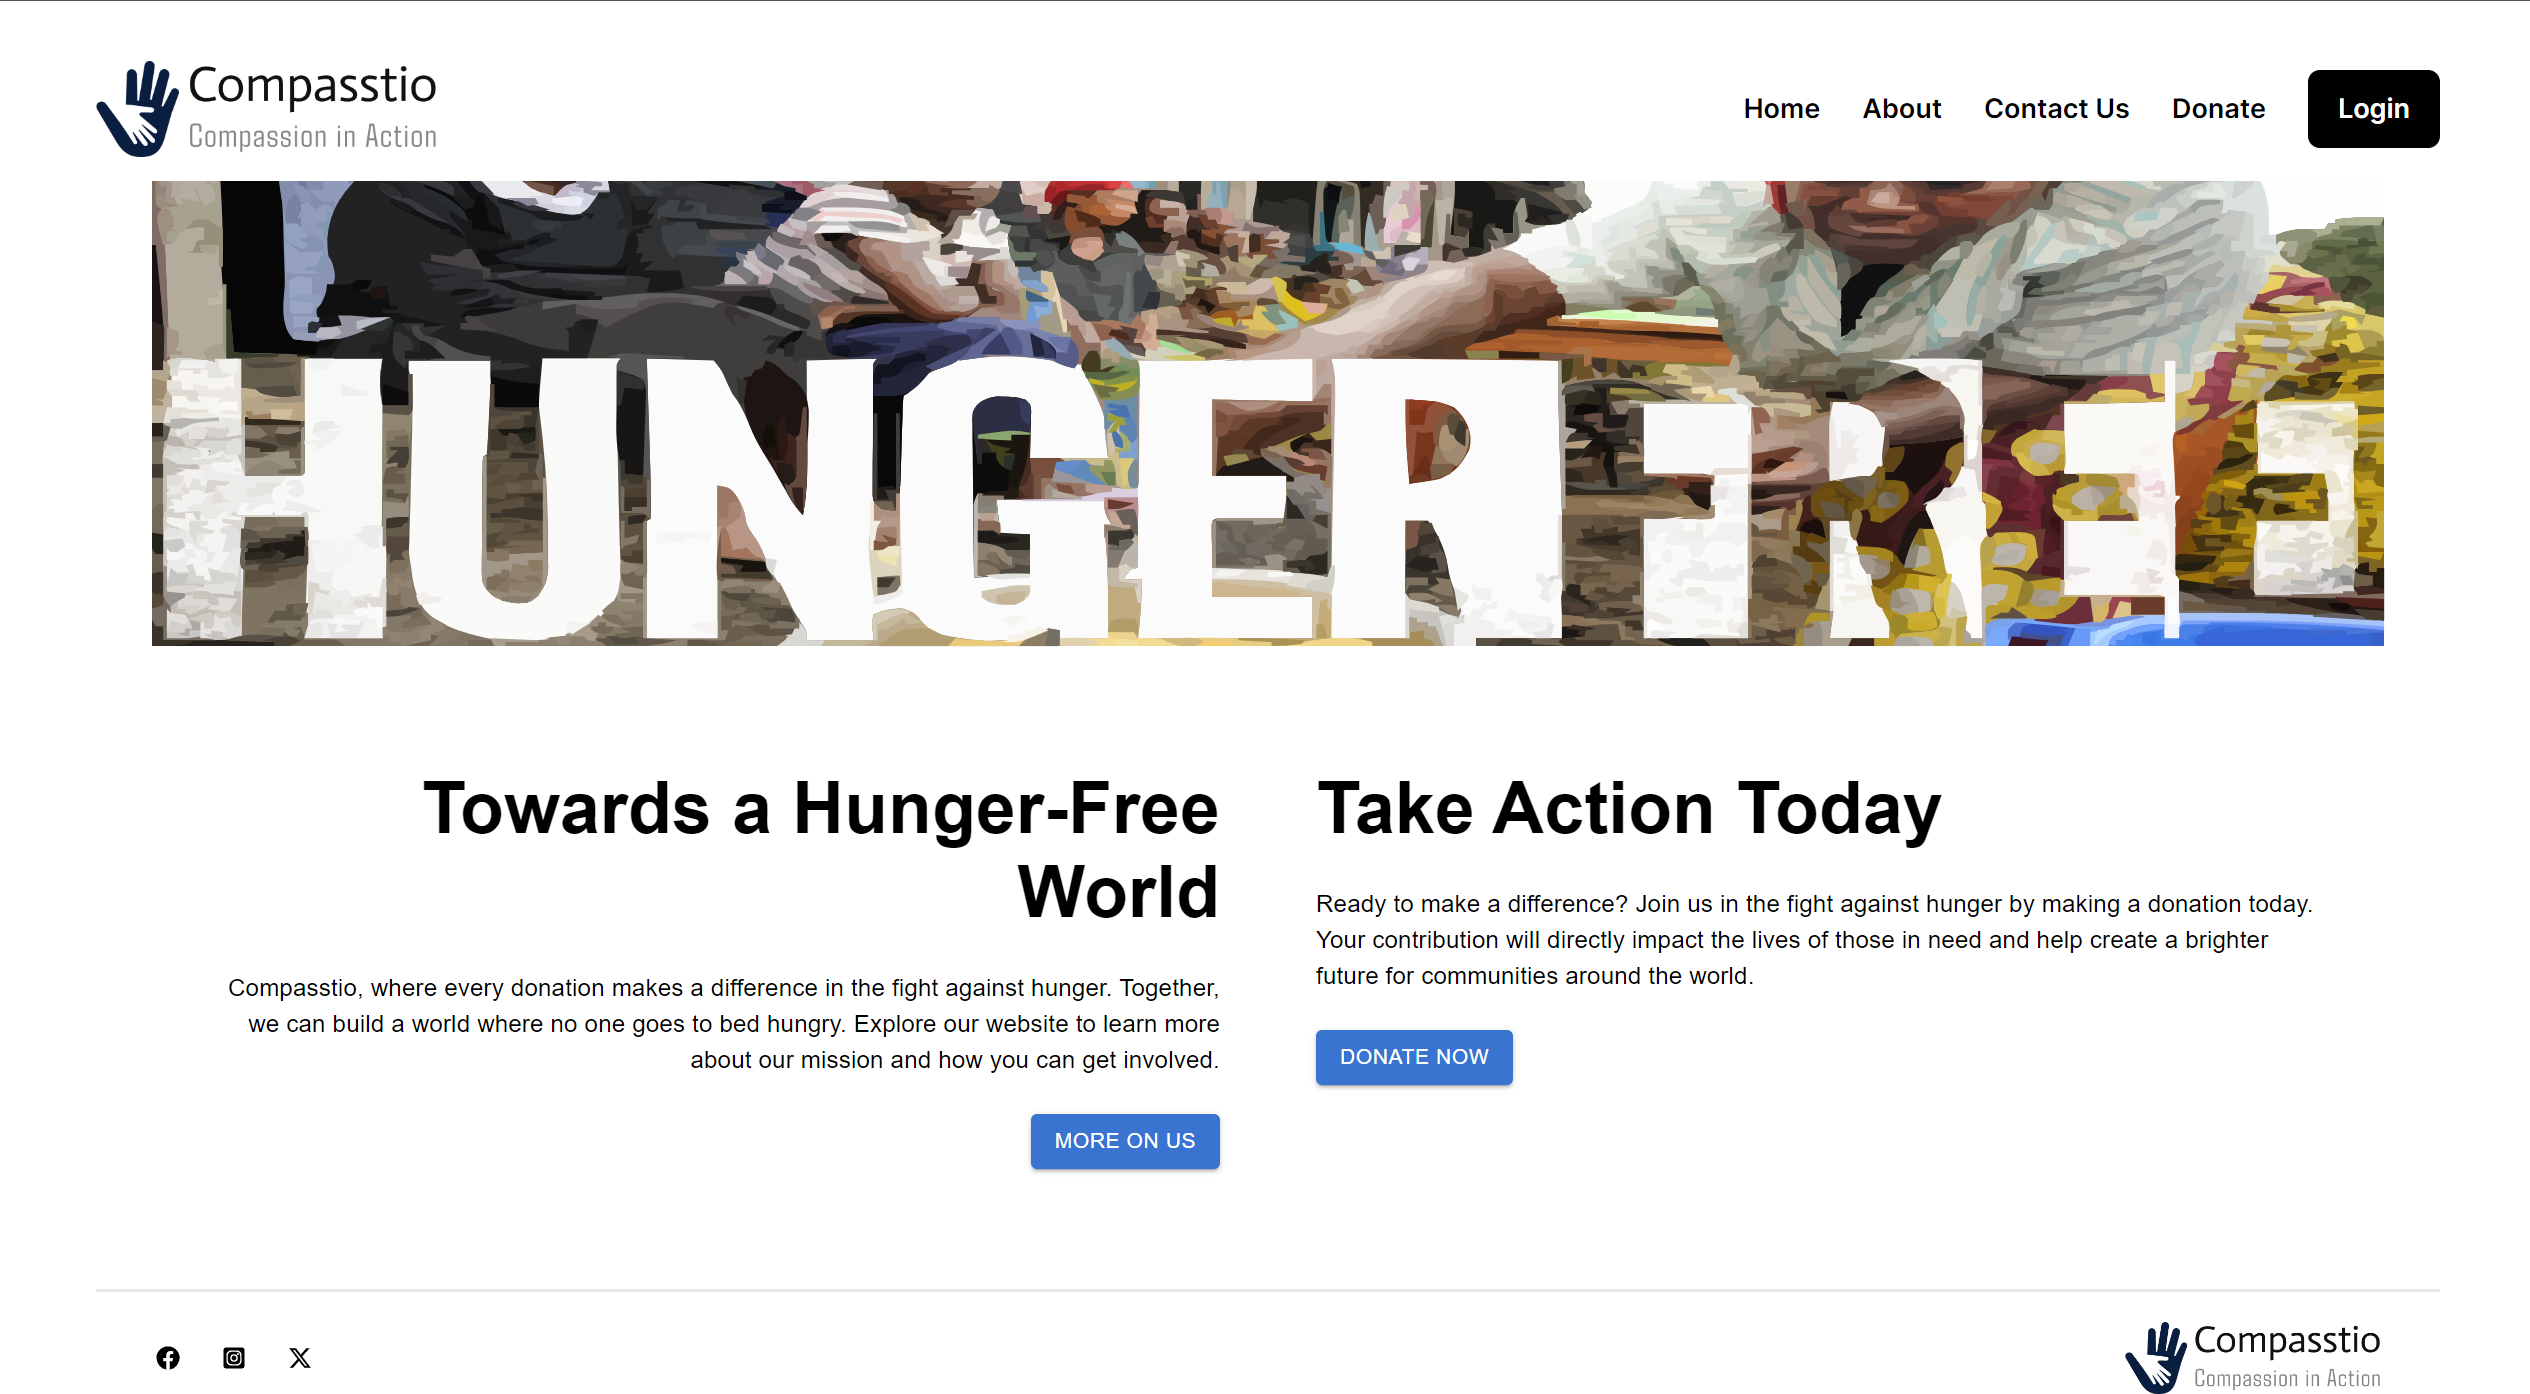 Compasstio
Compassion in Action
Home About Contact Us Donate Login
HUNGER FREE
Towards a Hunger-Free
World
Compasstio, where every donation makes a difference in the fight against hunger. Together,
we can build a world where no one goes to bed hungry. Explore our website to learn more
about our mission and how you can get involved.
MORE ON US
Take Action Today
Ready to make a difference? Join us in the fight against hunger by making a donation today.
Your contribution will directly impact the lives of those in need and help create a brighter
future for communities around the world.
DONATE NOW
Compasstio
Compassion in Action